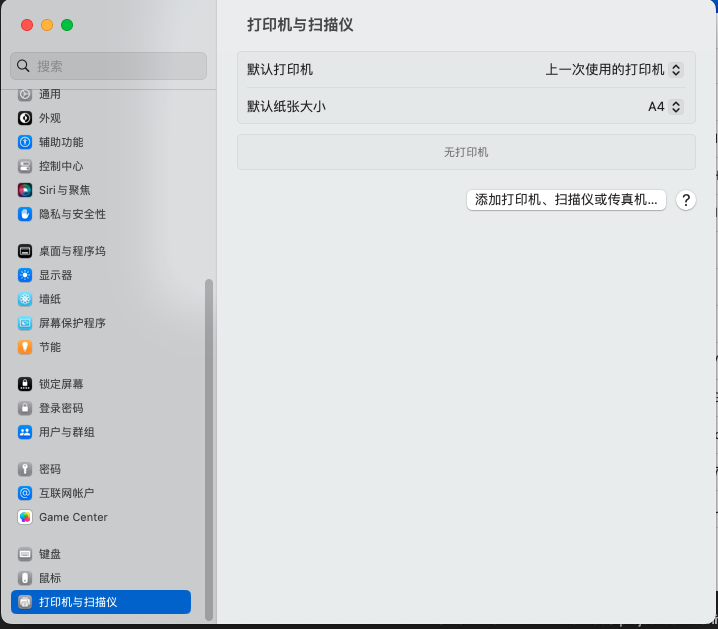 搜索
通用
外观
辅助功能
控制中心
Siri与聚焦
隐私与安全性
桌面与程序坞
显示器
墙纸
屏幕保护程序
节能
锁定屏幕
登录密码
用户与群组
密码
互联网帐户
Game Center
键盘
鼠标
打印机与扫描仪
打印机与扫描仪
默认打印机 上一次使用的打印机
默认纸张大小 A4
无打印机
添加打印机、扫描仪或传真机... ?